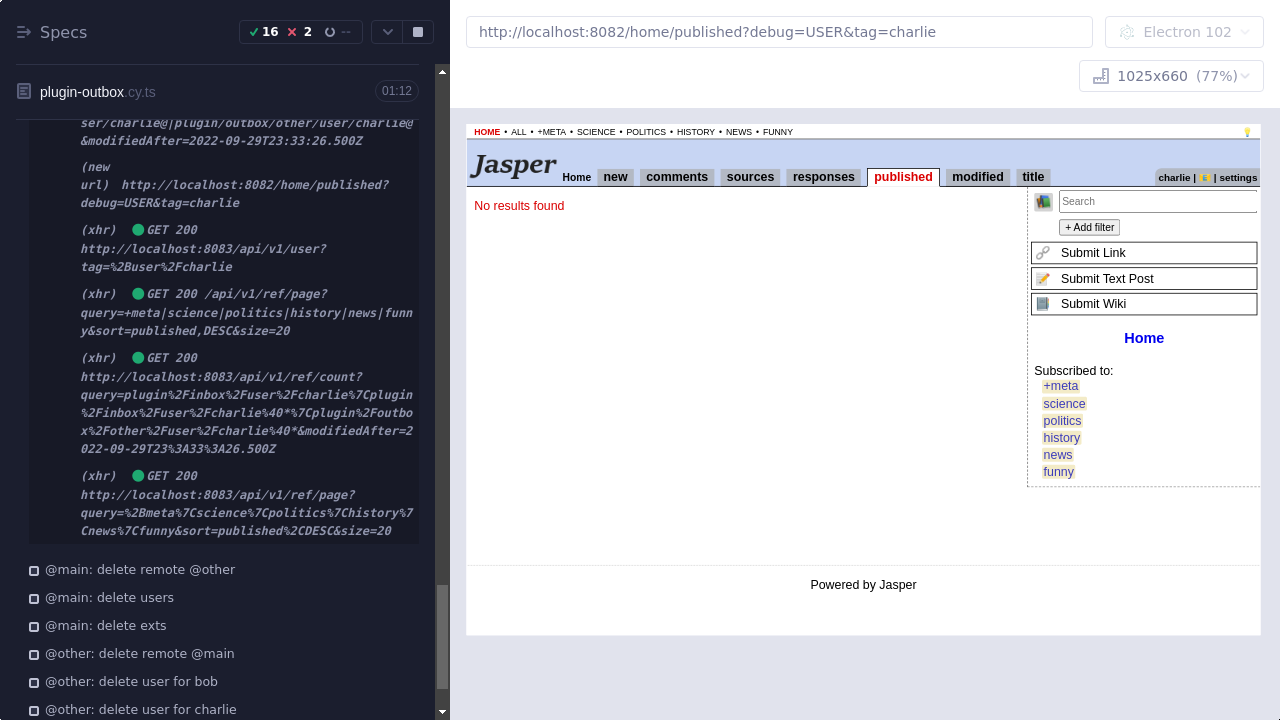 Specs
16
2
--
plugin-outbox.cy.ts
01:12
ser/charlie@|plugin/outbox/other/user/charlie@
&modifiedAfter=2022-09-29T23:33:26.500Z
(new
url) http://localhost:8082/home/published?
debug=USER&tag=charlie
(xhr) GET 200
http://localhost:8083/api/v1/user?
tag=%2Buser%2Fcharlie
(xhr) GET 200 /api/v1/ref/page?
query=+meta|science|politics|history|news|funn
y&sort=published,DESC&size=20
(xhr) GET 200
http://localhost:8083/api/v1/ref/count?
query=plugin%2Finbox%2Fuser%2Fcharlie%7Cplugin
%2Finbox%2Fuser%2Fcharlie%40*%7Cplugin%2Foutbo
x%2Fother%2Fuser%2Fcharlie%40*&modifiedAfter=2
022-09-29T23%3A33%3A26.500Z
(xhr) GET 200
http://localhost:8083/api/v1/ref/page?
query=%2Bmeta%7Cscience%7Cpolitics%7Chistory%7
Cnews%7Cfunny&sort=published%2CDESC&size=20
@main: delete remote @other
@main: delete users
@main: delete exts
@other: delete remote @main
@other: delete user for bob
@other: delete user for charlie
http://localhost:8082/home/published?debug=USER&tag=charlie
Electron 102
1025x660 (77%)
HOME • ALL • +META • SCIENCE • POLITICS • HISTORY • NEWS • FUNNY
Jasper
Home new comments sources responses published modified title
charlie | 6 | settings
No results found
Search
+ Add filter
Submit Link
Submit Text Post
Submit Wiki
Home
Subscribed to:
+meta
science
politics
history
news
funny
Powered by Jasper